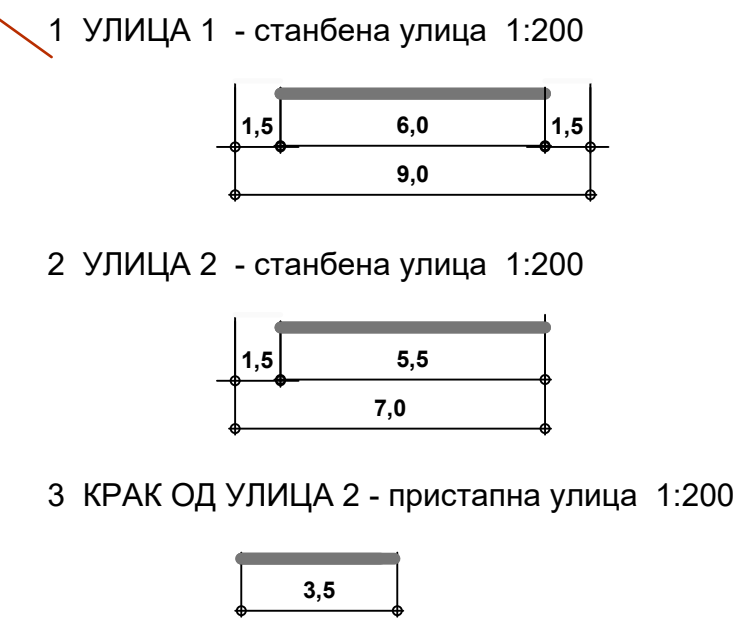 1 УЛИЦА 1 - станбена улица 1:200
1,5 6,0 1,5
9,0
2 УЛИЦА 2 - станбена улица 1:200
1,5 5,5
7,0
3 КРАК ОД УЛИЦА 2 - пристапна улица 1:200
3,5